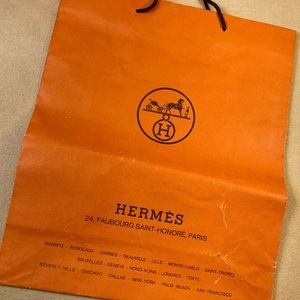 H
HERMÈS
24, FAUBOURG SAINT-HONORÉ, PARIS
BIARRITZ - BORDEAUX - CANNES - DEAUVILLE - LILLE - MONTE-CARLO - SAINT-TROPEZ
BRUXELLES - GENÈVE - HONG-KONG - LONDRES - TOKYO
BEVERLY HILLS - CHICAGO - DALLAS - NEW-YORK - PALM BEACH - SAN FRANCISCO